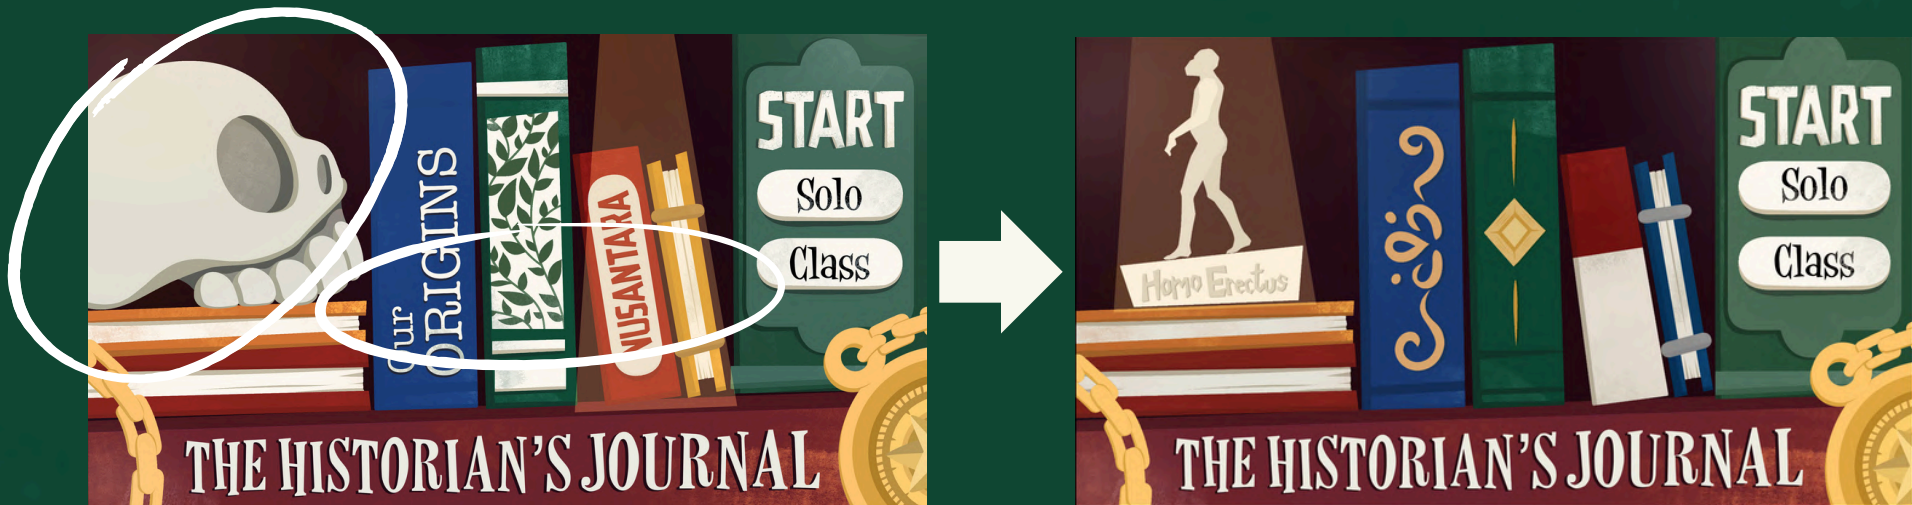 Our
ORIGINS
NUSANTARA
START
Solo
Class
THE HISTORIAN'S JOURNAL
Homo Erectus
START
Solo
Class
THE HISTORIAN'S JOURNAL